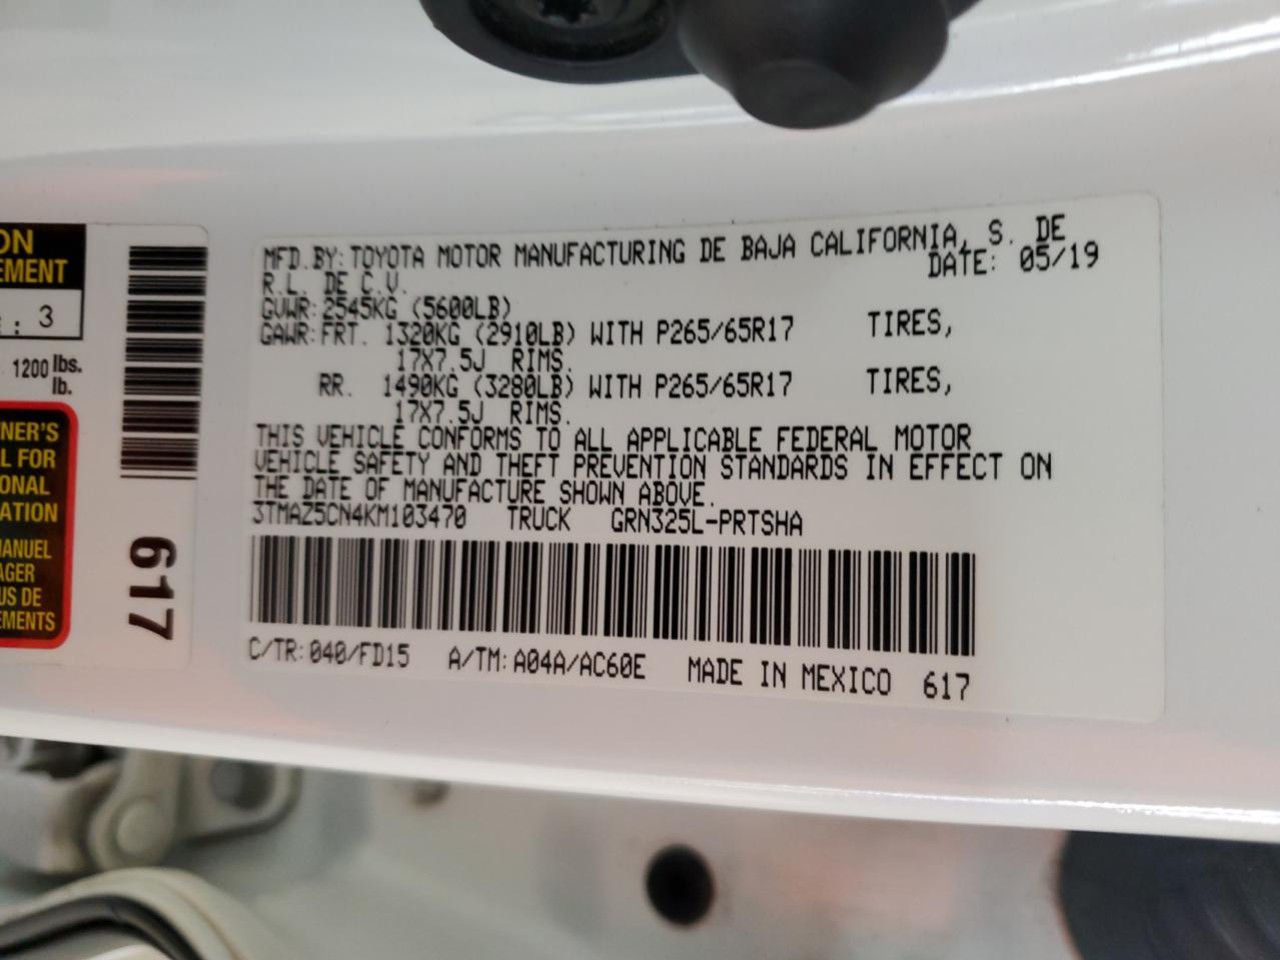 ON
EMENT
: 3
1200 lbs.
lb.
NER'S
L FOR
ONAL
ATION
MANUEL
AGER
US DE
EMENTS
617
MFD.BY:TOYOTA MOTOR MANUFACTURING DE BAJA CALIFORNIA, S. DE
R.L. DE C.V. DATE: 05/19
GVWR:2545KG (5600LB)
GAWR:FRT. 1320KG (2910LB) WITH P265/65R17 TIRES,
17X7.5J RIMS.
RR. 1490KG (3280LB) WITH P265/65R17 TIRES,
17X7.5J RIMS.
THIS VEHICLE CONFORMS TO ALL APPLICABLE FEDERAL MOTOR
VEHICLE SAFETY AND THEFT PREVENTION STANDARDS IN EFFECT ON
THE DATE OF MANUFACTURE SHOWN ABOVE.
3TMAZ5CN4KM103470 TRUCK GRN325L-PRTSHA
C/TR:040/FD15 A/TM:A04A/AC60E MADE IN MEXICO 617